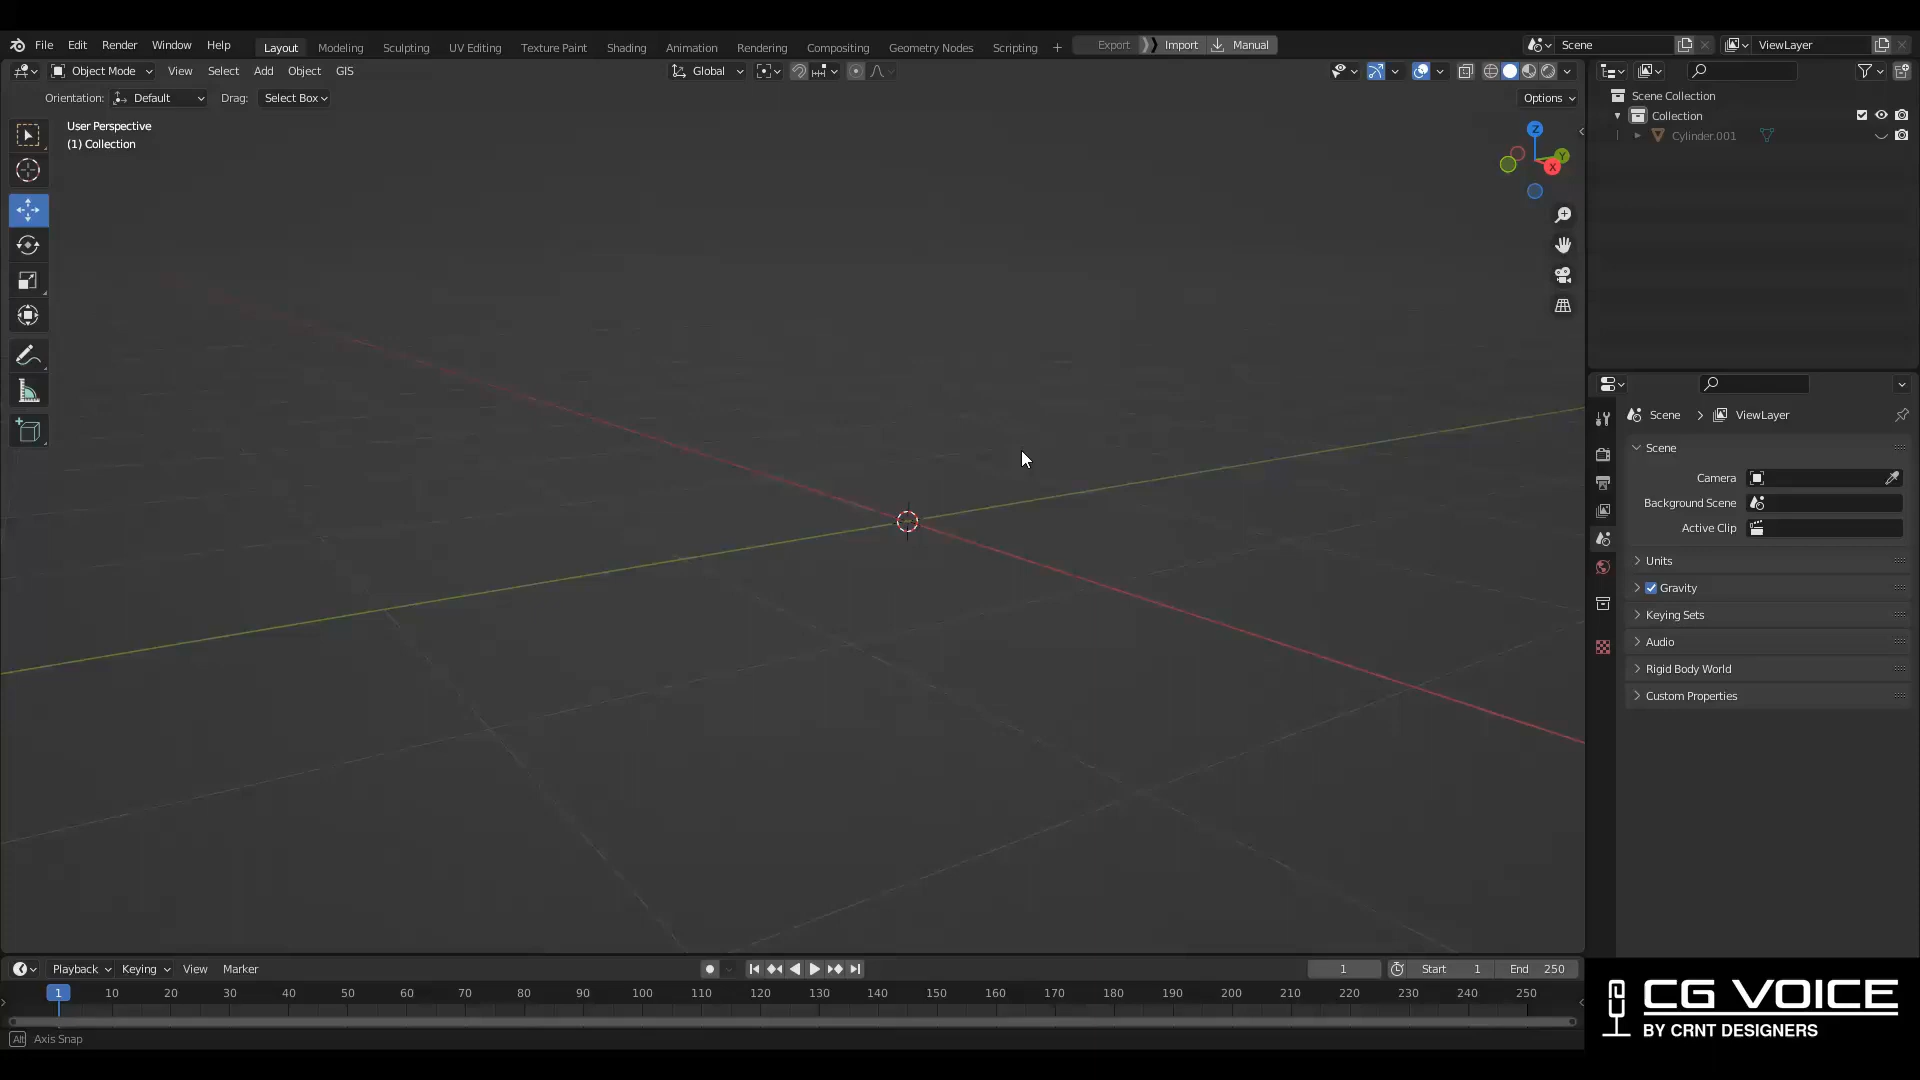 File Edit Render Window Help Layout Modeling Sculpting UV Editing Texture Paint Shading Animation Rendering Compositing Geometry Nodes Scripting + Export Import Manual Scene ViewLayer
Object Mode View Select Add Object GIS Global
Orientation: Default Drag: Select Box Options
User Perspective
(1) Collection
Z
Y
X
Scene Collection
Collection
Cylinder.001
Scene > ViewLayer
Scene
Camera
Background Scene
Active Clip
Units
Gravity
Keying Sets
Audio
Rigid Body World
Custom Properties
Playback Keying View Marker 1 Start 1 End 250
1 10 20 30 40 50 60 70 80 90 100 110 120 130 140 150 160 170 180 190 200 210 220 230 240 250
Alt Axis Snap
CG VOICE
BY CRNT DESIGNERS